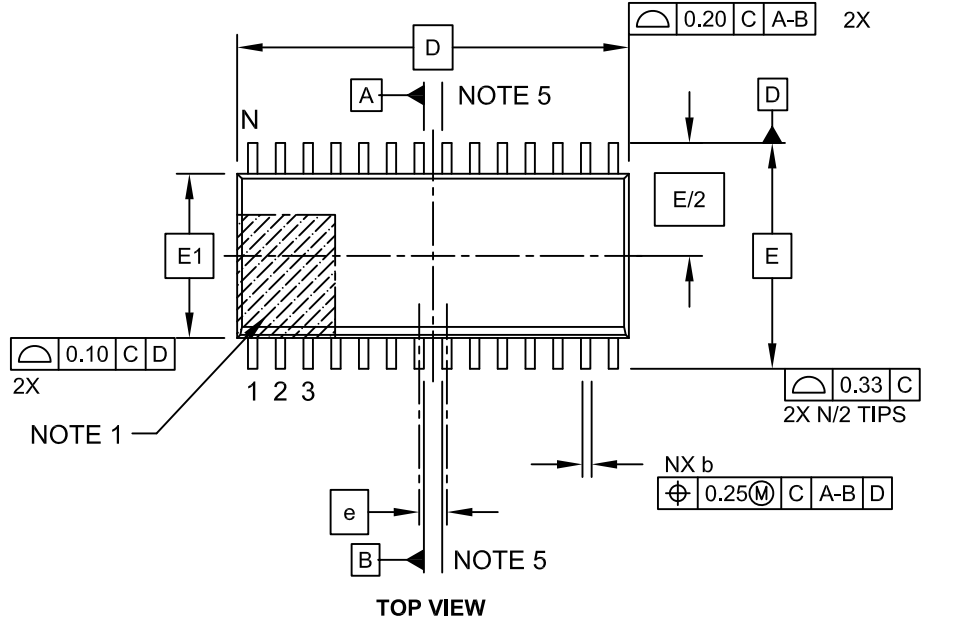 0.20 C A-B 2X
D
A NOTE 5
D
N
E/2
E1
E
0.10 C D
2X
0.33 C
2X N/2 TIPS
1 2 3
NOTE 1
NX b
0.25Ⓜ C A-B D
e
B NOTE 5
TOP VIEW